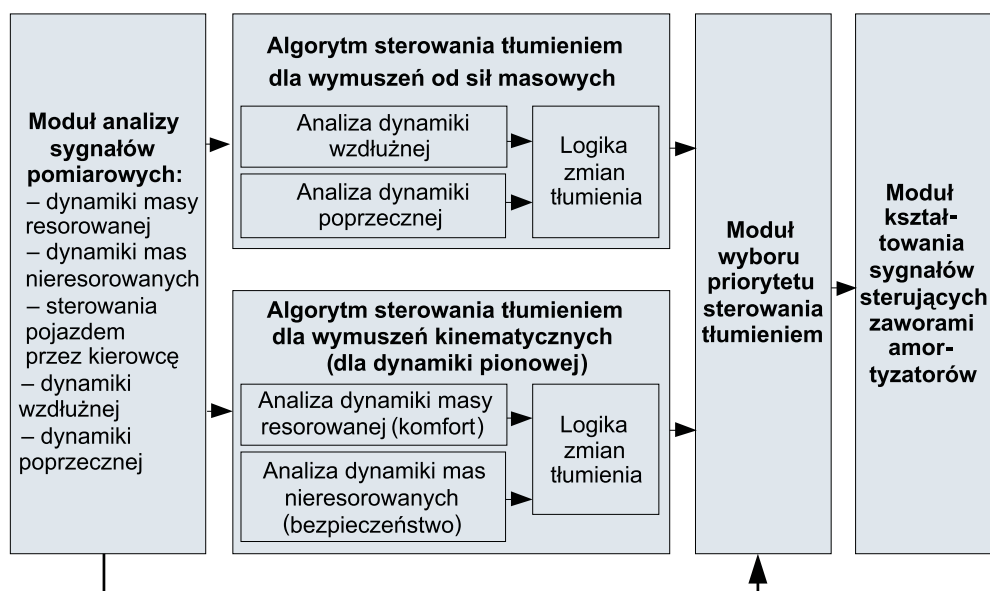 Moduł analizy
sygnałów
pomiarowych:
– dynamiki masy
resorowanej
– dynamiki mas
nieresorowanych
– sterowania
pojazdem
przez kierowcę
– dynamiki
wzdłużnej
– dynamiki
poprzecznej
Algorytm sterowania tłumieniem
dla wymuszeń od sił masowych
Analiza dynamiki
wzdłużnej
Analiza dynamiki
poprzecznej
Logika
zmian
tłumienia
Algorytm sterowania tłumieniem
dla wymuszeń kinematycznych
(dla dynamiki pionowej)
Analiza dynamiki masy
resorowanej (komfort)
Analiza dynamiki mas
nieresorowanych
(bezpieczeństwo)
Logika
zmian
tłumienia
Moduł
wyboru
priorytetu
sterowania
tłumieniem
Moduł
kształ-
towania
sygnałów
sterujących
zaworami
amor-
tyzatorów